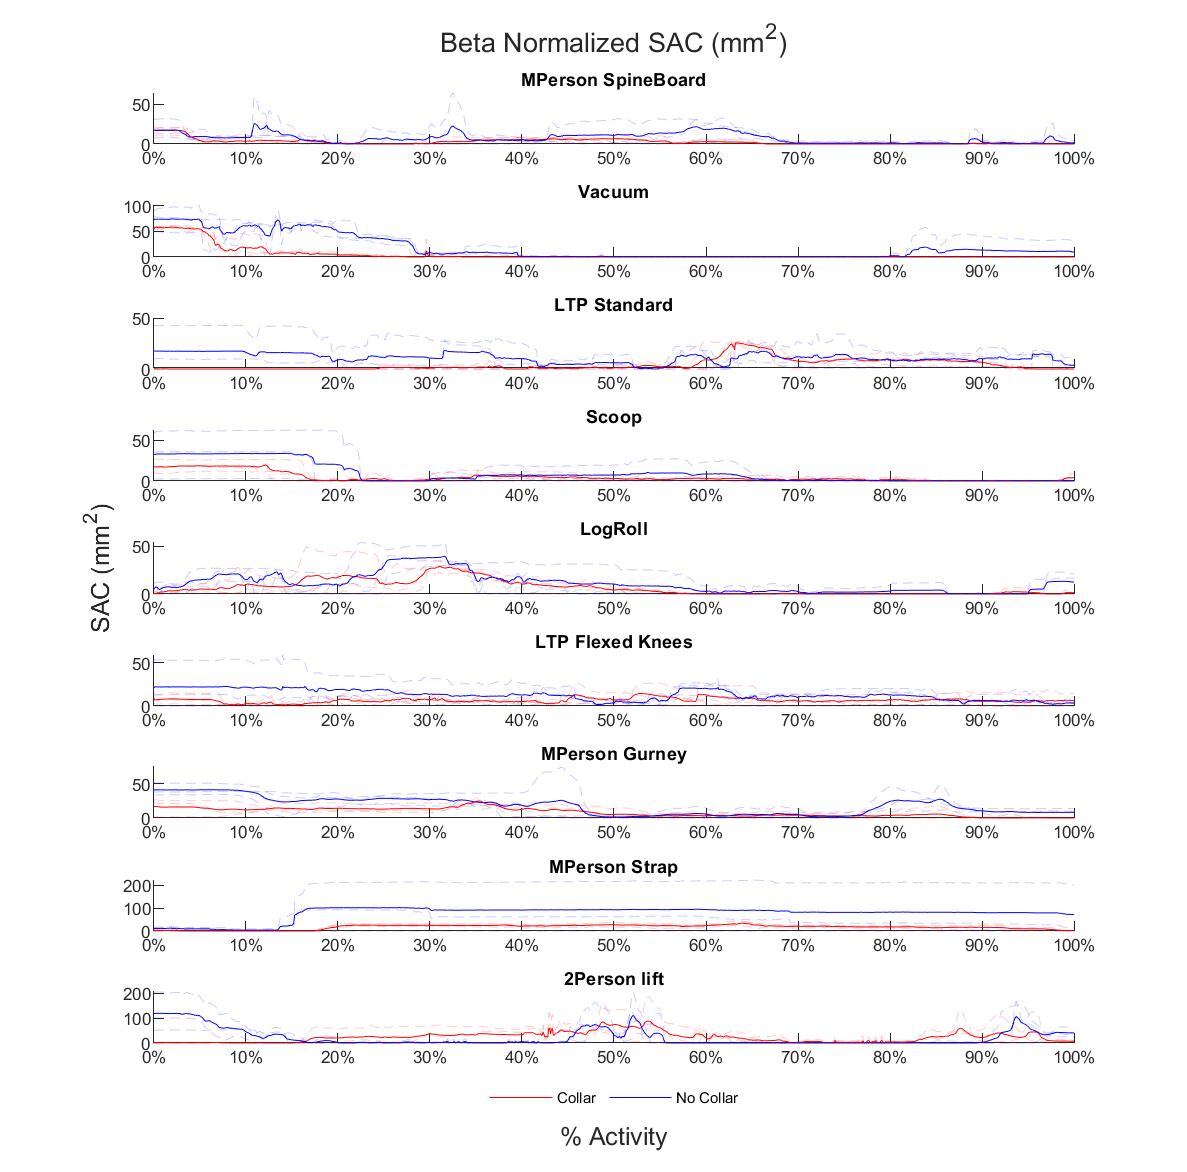 Beta Normalized SAC (mm²)
MPerson SpineBoard
50
0
0% 10% 20% 30% 40% 50% 60% 70% 80% 90% 100%
Vacuum
100
50
0
0% 10% 20% 30% 40% 50% 60% 70% 80% 90% 100%
LTP Standard
50
0
0% 10% 20% 30% 40% 50% 60% 70% 80% 90% 100%
Scoop
50
0
0% 10% 20% 30% 40% 50% 60% 70% 80% 90% 100%
SAC (mm²)
LogRoll
50
0
0% 10% 20% 30% 40% 50% 60% 70% 80% 90% 100%
LTP Flexed Knees
50
0
0% 10% 20% 30% 40% 50% 60% 70% 80% 90% 100%
MPerson Gurney
50
0
0% 10% 20% 30% 40% 50% 60% 70% 80% 90% 100%
MPerson Strap
200
100
0
0% 10% 20% 30% 40% 50% 60% 70% 80% 90% 100%
2Person lift
200
100
0
0% 10% 20% 30% 40% 50% 60% 70% 80% 90% 100%
Collar No Collar
% Activity